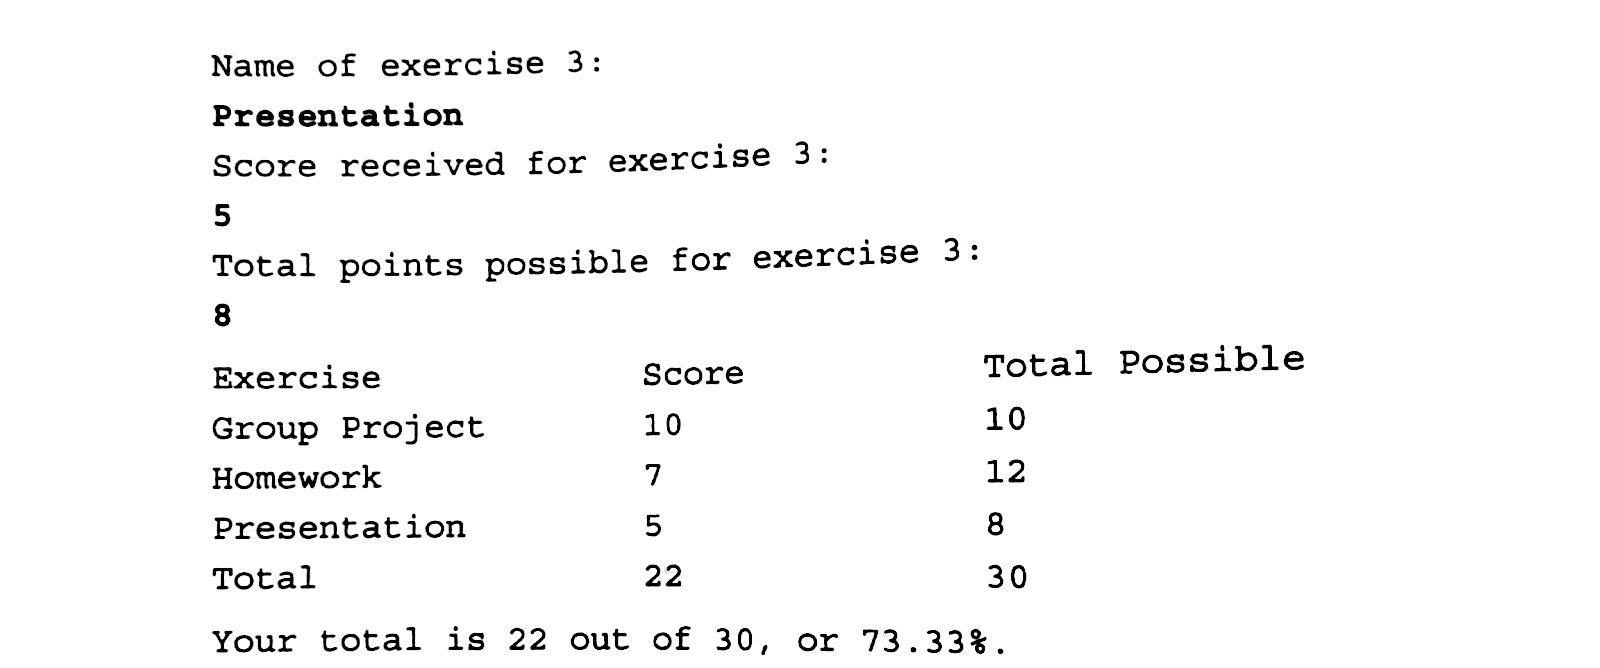 Name of exercise 3:
Presentation
Score received for exercise 3:
5
Total points possible for exercise 3:
8
Exercise Score Total Possible
Group Project 10 10
Homework 7 12
Presentation 5 8
Total 22 30
Your total is 22 out of 30, or 73.33%.